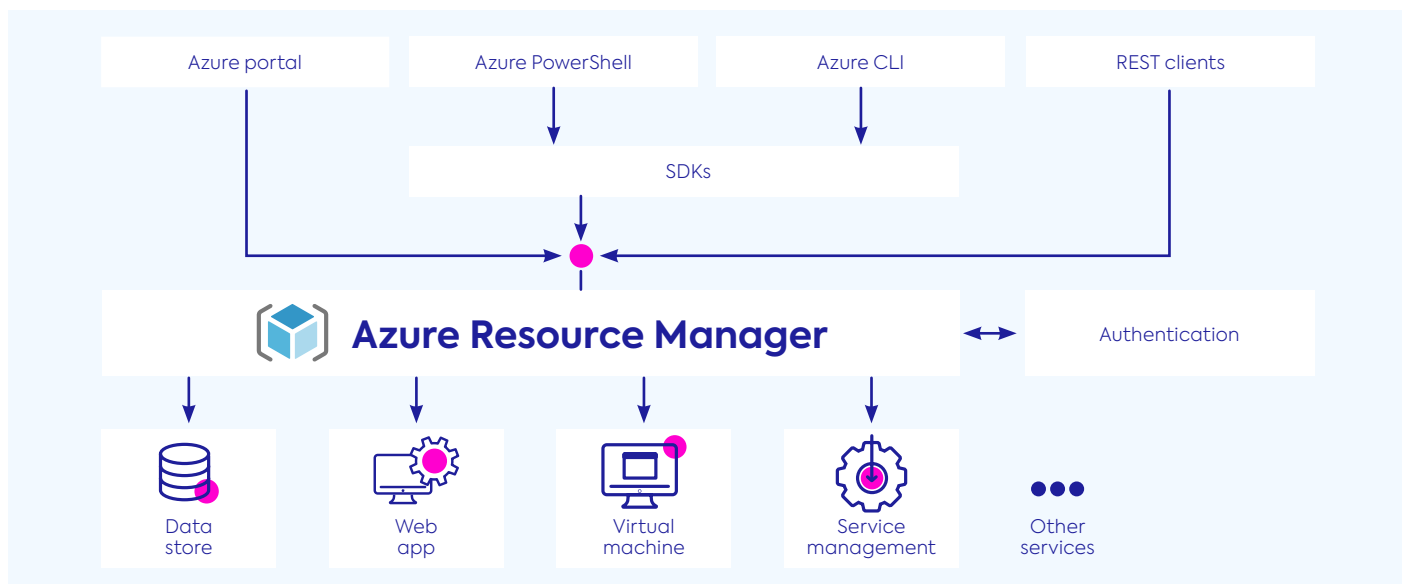 Azure portal
Azure PowerShell
Azure CLI
REST clients
SDKs
Azure Resource Manager
Authentication
Data
store
Web
app
Virtual
machine
Service
management
Other
services